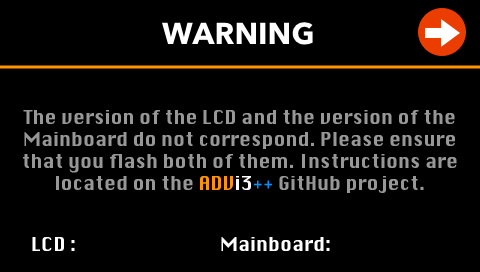 WARNING
The version of the LCD and the version of the
Mainboard do not correspond. Please ensure
that you flash both of them. Instructions are
located on the ADVi3++ GitHub project.
LCD: Mainboard: